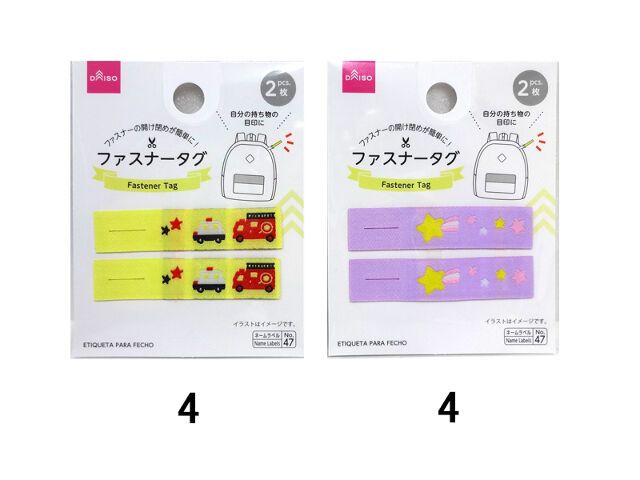 DAISO
2pcs.枚
自分の持ち物の
目印に
ファスナーの開け閉めが簡単に!
ファスナータグ
Fastener Tag
イラストはイメージです。
ETIQUETA PARA FECHO
ネームラベル
Name Labels
No.
47
4
DAISO
2pcs.枚
自分の持ち物の
目印に
ファスナーの開け閉めが簡単に!
ファスナータグ
Fastener Tag
イラストはイメージです。
ETIQUETA PARA FECHO
ネームラベル
Name Labels
No.
47
4